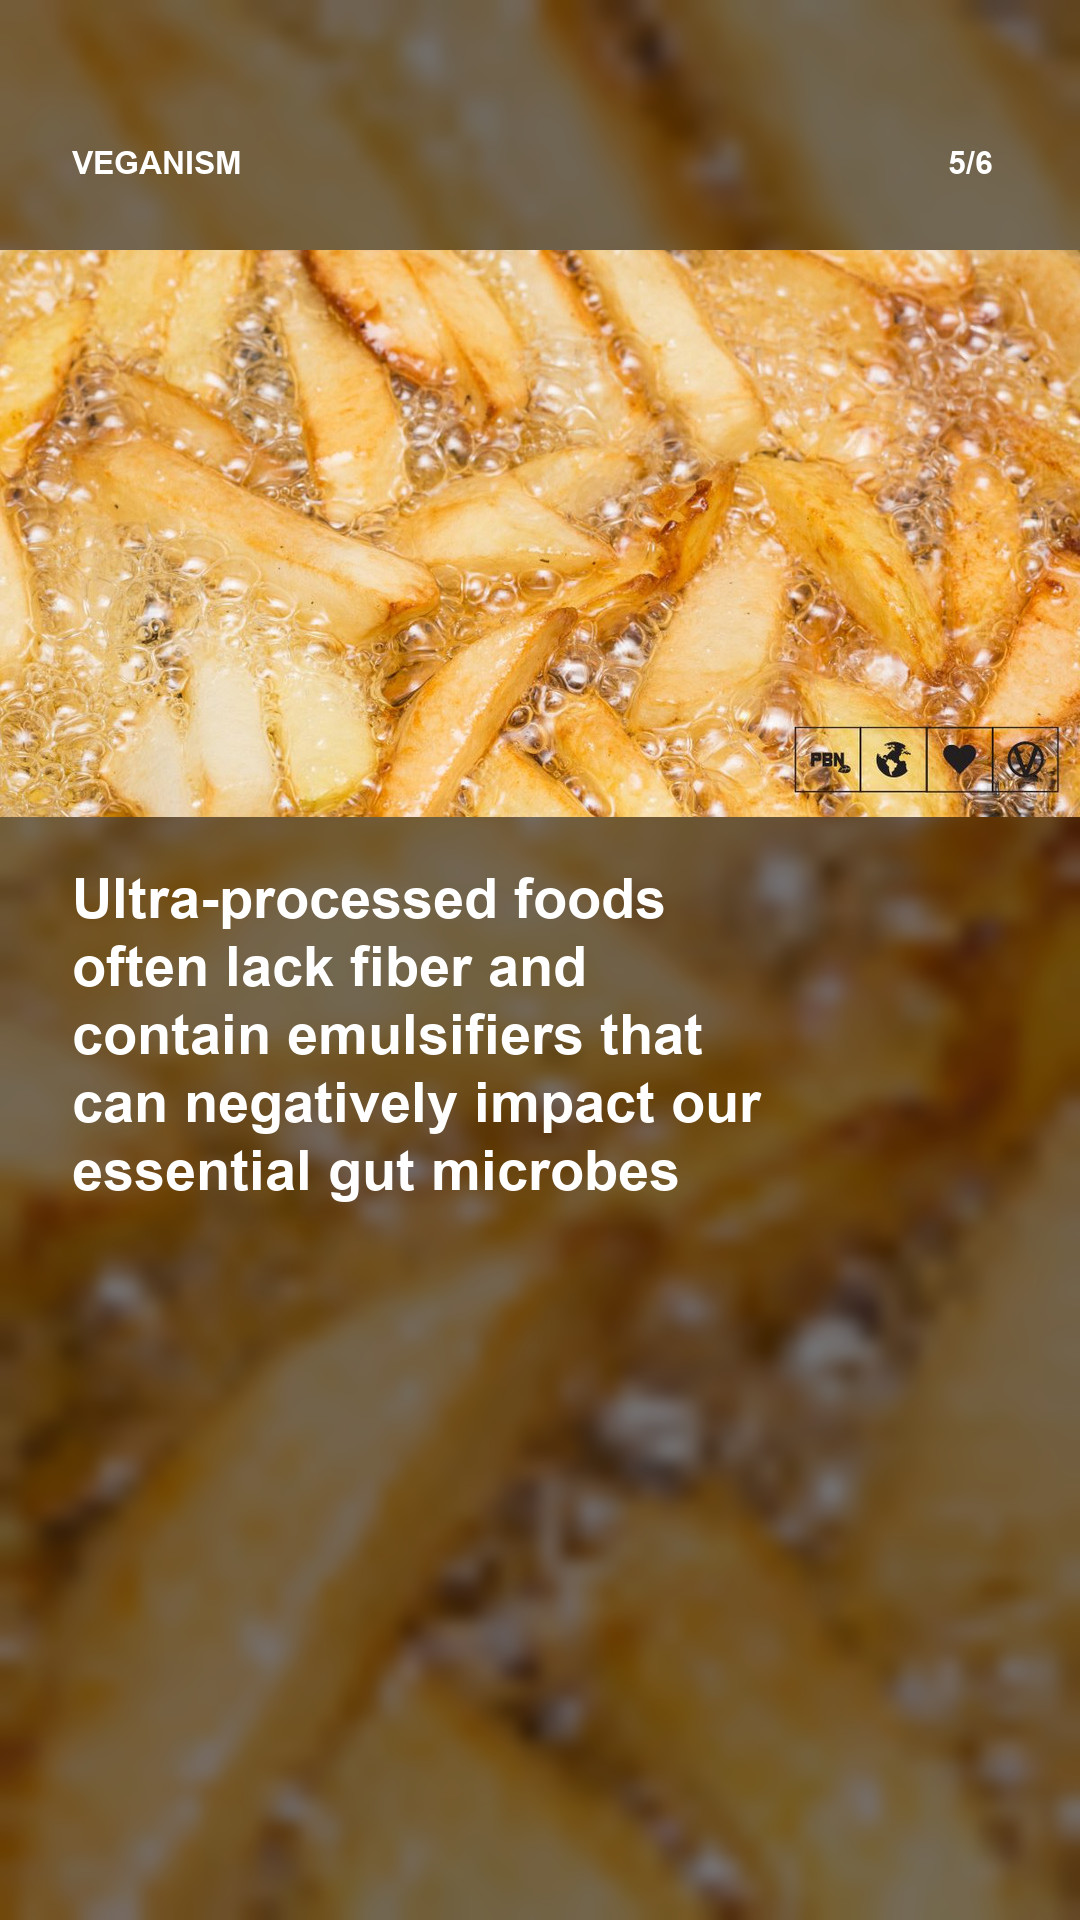 VEGANISM
5/6
PBN
Ultra-processed foods
often lack fiber and
contain emulsifiers that
can negatively impact our
essential gut microbes